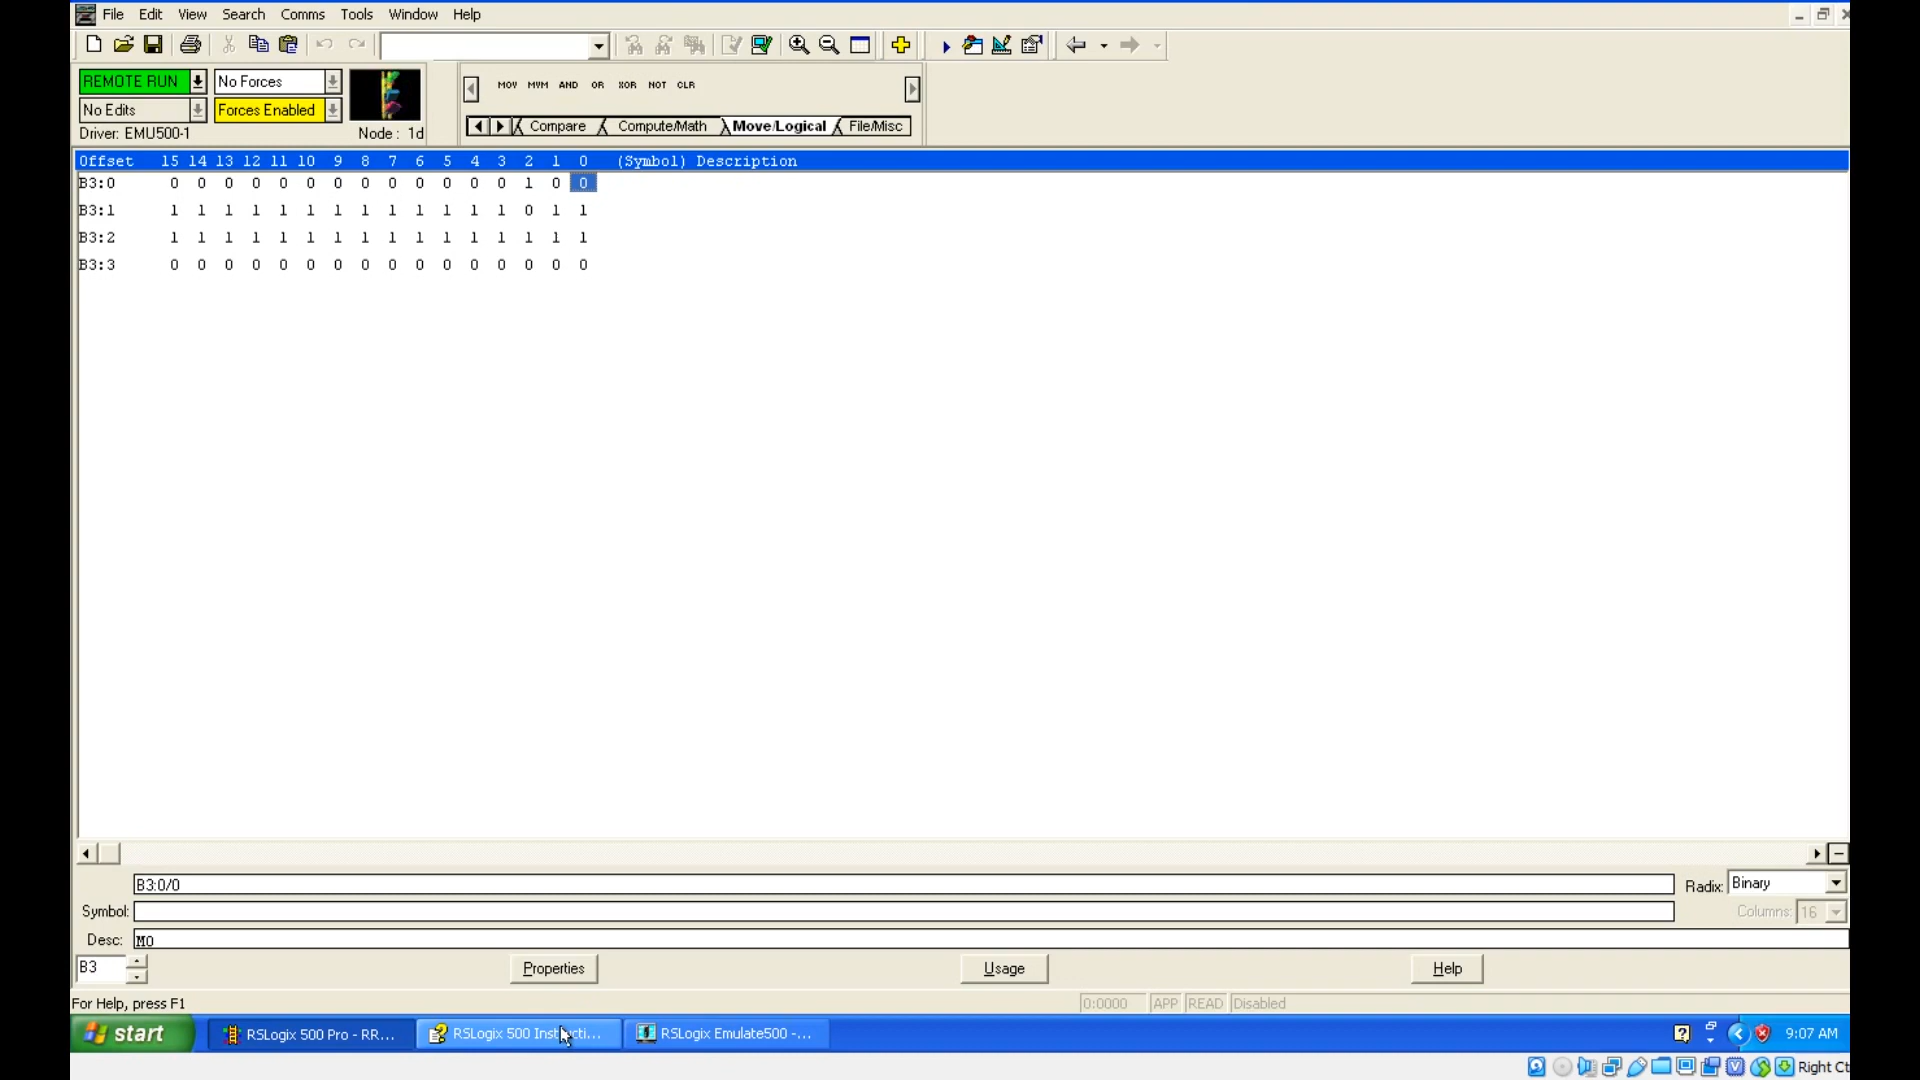 File Edit View Search Comms Tools Window Help
REMOTE RUN No Forces
No Edits Forces Enabled
Driver: EMU500-1 Node : 1d
MOV MVM AND OR XOR NOT CLR
Compare Compute/Math Move/Logical File/Misc
Offset 15 14 13 12 11 10 9 8 7 6 5 4 3 2 1 0 (Symbol) Description
B3:0 0 0 0 0 0 0 0 0 0 0 0 0 0 1 0 0
B3:1 1 1 1 1 1 1 1 1 1 1 1 1 1 0 1 1
B3:2 1 1 1 1 1 1 1 1 1 1 1 1 1 1 1 1
B3:3 0 0 0 0 0 0 0 0 0 0 0 0 0 0 0 0
B3:0/0 Radix: Binary
Symbol: Columns: 16
Desc: M0
B3 Properties Usage Help
For Help, press F1 0:0000 APP READ Disabled
start RSLogix 500 Pro - RR... RSLogix 500 Instructi... RSLogix Emulate500 -... 9:07 AM
Right Ct